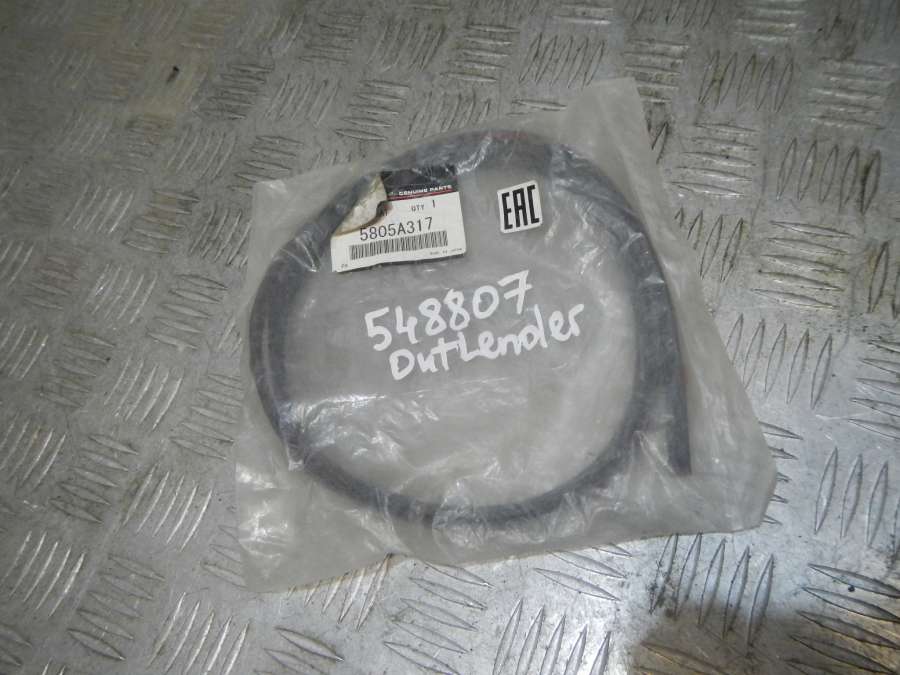 GENUINE PARTS
QTY 1
5805A317
EAC
548807
OutLender